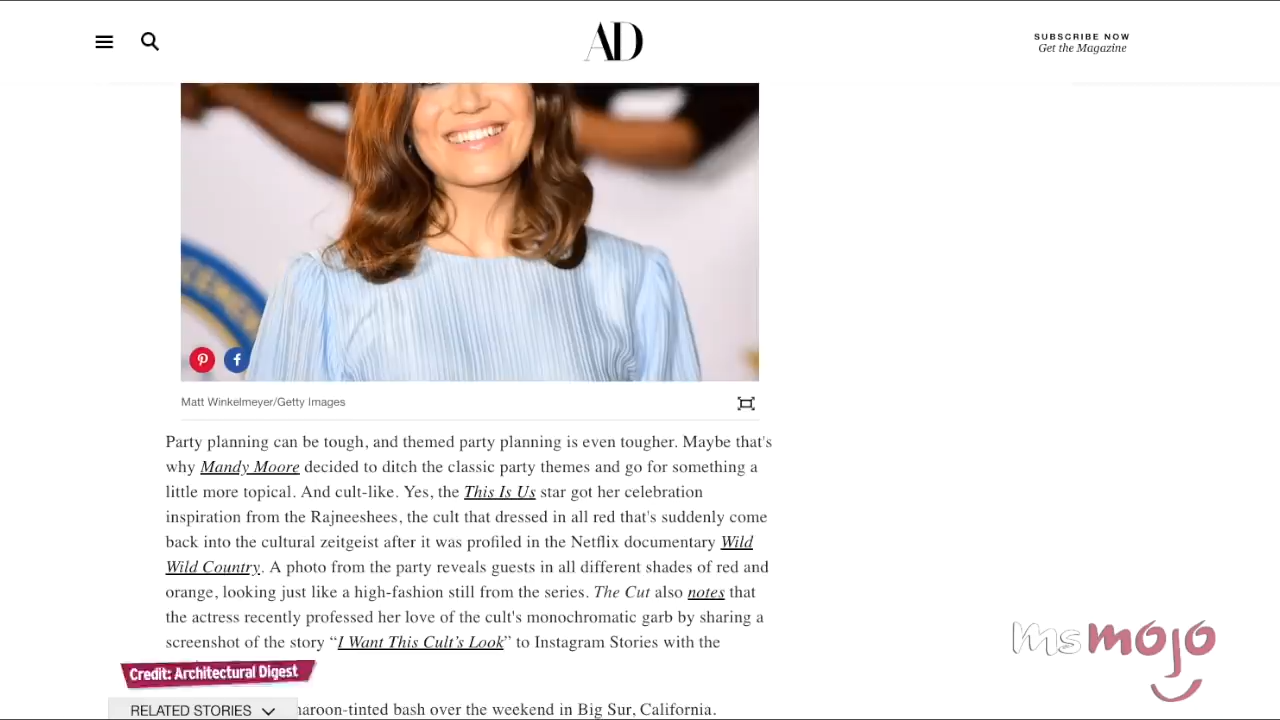 AD
SUBSCRIBE NOW
Get the Magazine
Matt Winkelmeyer/Getty Images
Party planning can be tough, and themed party planning is even tougher. Maybe that's
why Mandy Moore decided to ditch the classic party themes and go for something a
little more topical. And cult-like. Yes, the This Is Us star got her celebration
inspiration from the Rajneeshees, the cult that dressed in all red that's suddenly come
back into the cultural zeitgeist after it was profiled in the Netflix documentary Wild
Wild Country. A photo from the party reveals guests in all different shades of red and
orange, looking just like a high-fashion still from the series. The Cut also notes that
the actress recently professed her love of the cult's monochromatic garb by sharing a
screenshot of the story “I Want This Cult's Look” to Instagram Stories with the
msmojo
Credit: Architectural Digest
RELATED STORIES
aroon-tinted bash over the weekend in Big Sur, California.